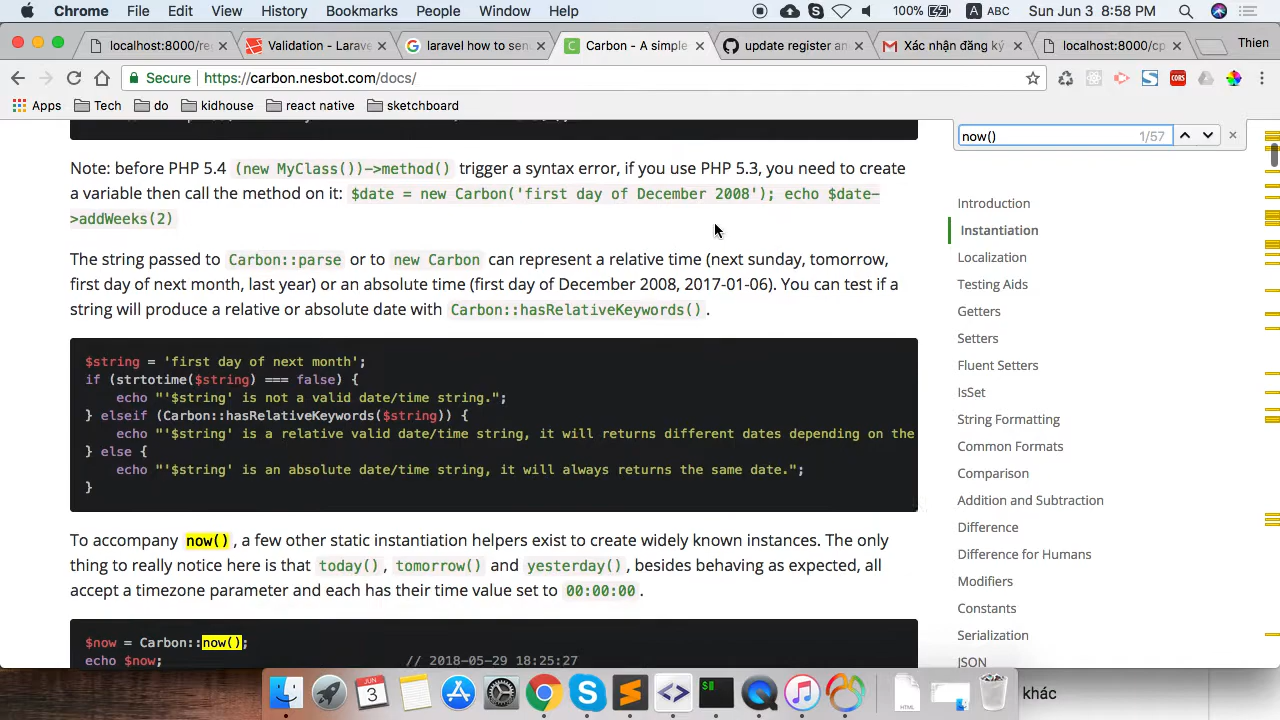 Chrome File Edit View History Bookmarks People Window Help 100% A ABC Sun Jun 3 8:58 PM
localhost:8000/re Validation - Larave laravel how to sen Carbon - A simple update register an Xác nhận đăng ký localhost:8000/cp Thien
Secure https://carbon.nesbot.com/docs/
Apps Tech do kidhouse react native sketchboard
now() 1/57
Note: before PHP 5.4 (new MyClass())->method() trigger a syntax error, if you use PHP 5.3, you need to create
a variable then call the method on it: $date = new Carbon('first day of December 2008'); echo $date-
>addWeeks(2)
The string passed to Carbon::parse or to new Carbon can represent a relative time (next sunday, tomorrow,
first day of next month, last year) or an absolute time (first day of December 2008, 2017-01-06). You can test if a
string will produce a relative or absolute date with Carbon::hasRelativeKeywords().
$string = 'first day of next month';
if (strtotime($string) === false) {
echo "'$string' is not a valid date/time string.";
} elseif (Carbon::hasRelativeKeywords($string)) {
echo "'$string' is a relative valid date/time string, it will returns different dates depending on the
} else {
echo "'$string' is an absolute date/time string, it will always returns the same date.";
}
To accompany now(), a few other static instantiation helpers exist to create widely known instances. The only
thing to really notice here is that today(), tomorrow() and yesterday(), besides behaving as expected, all
accept a timezone parameter and each has their time value set to 00:00:00.
$now = Carbon::now();
echo $now; // 2018-05-29 18:25:27
Introduction
Instantiation
Localization
Testing Aids
Getters
Setters
Fluent Setters
IsSet
String Formatting
Common Formats
Comparison
Addition and Subtraction
Difference
Difference for Humans
Modifiers
Constants
Serialization
JSON
JUN
3
HTML
khác